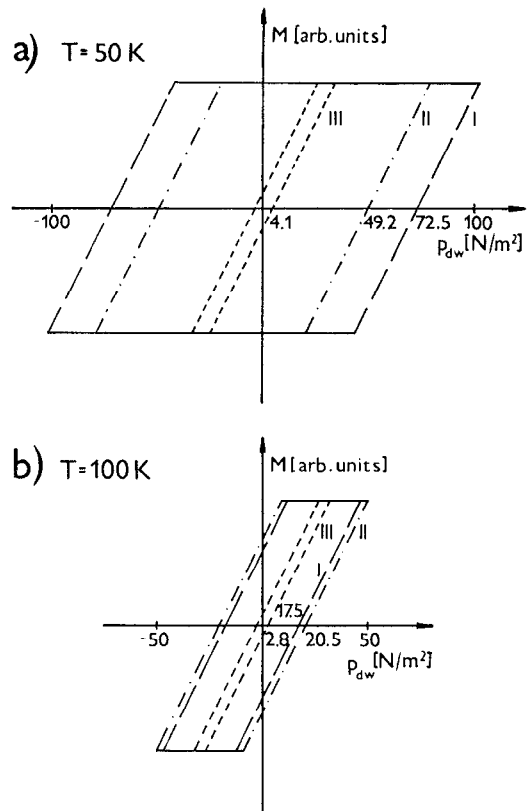 a) T = 50 K
M [arb. units]
III
II
I
-100
4.1
49.2
72.5
100
p_dw [N/m²]
b) T = 100 K
M [arb. units]
III
II
I
17.5
-50
2.8
20.5
50
p_dw [N/m²]